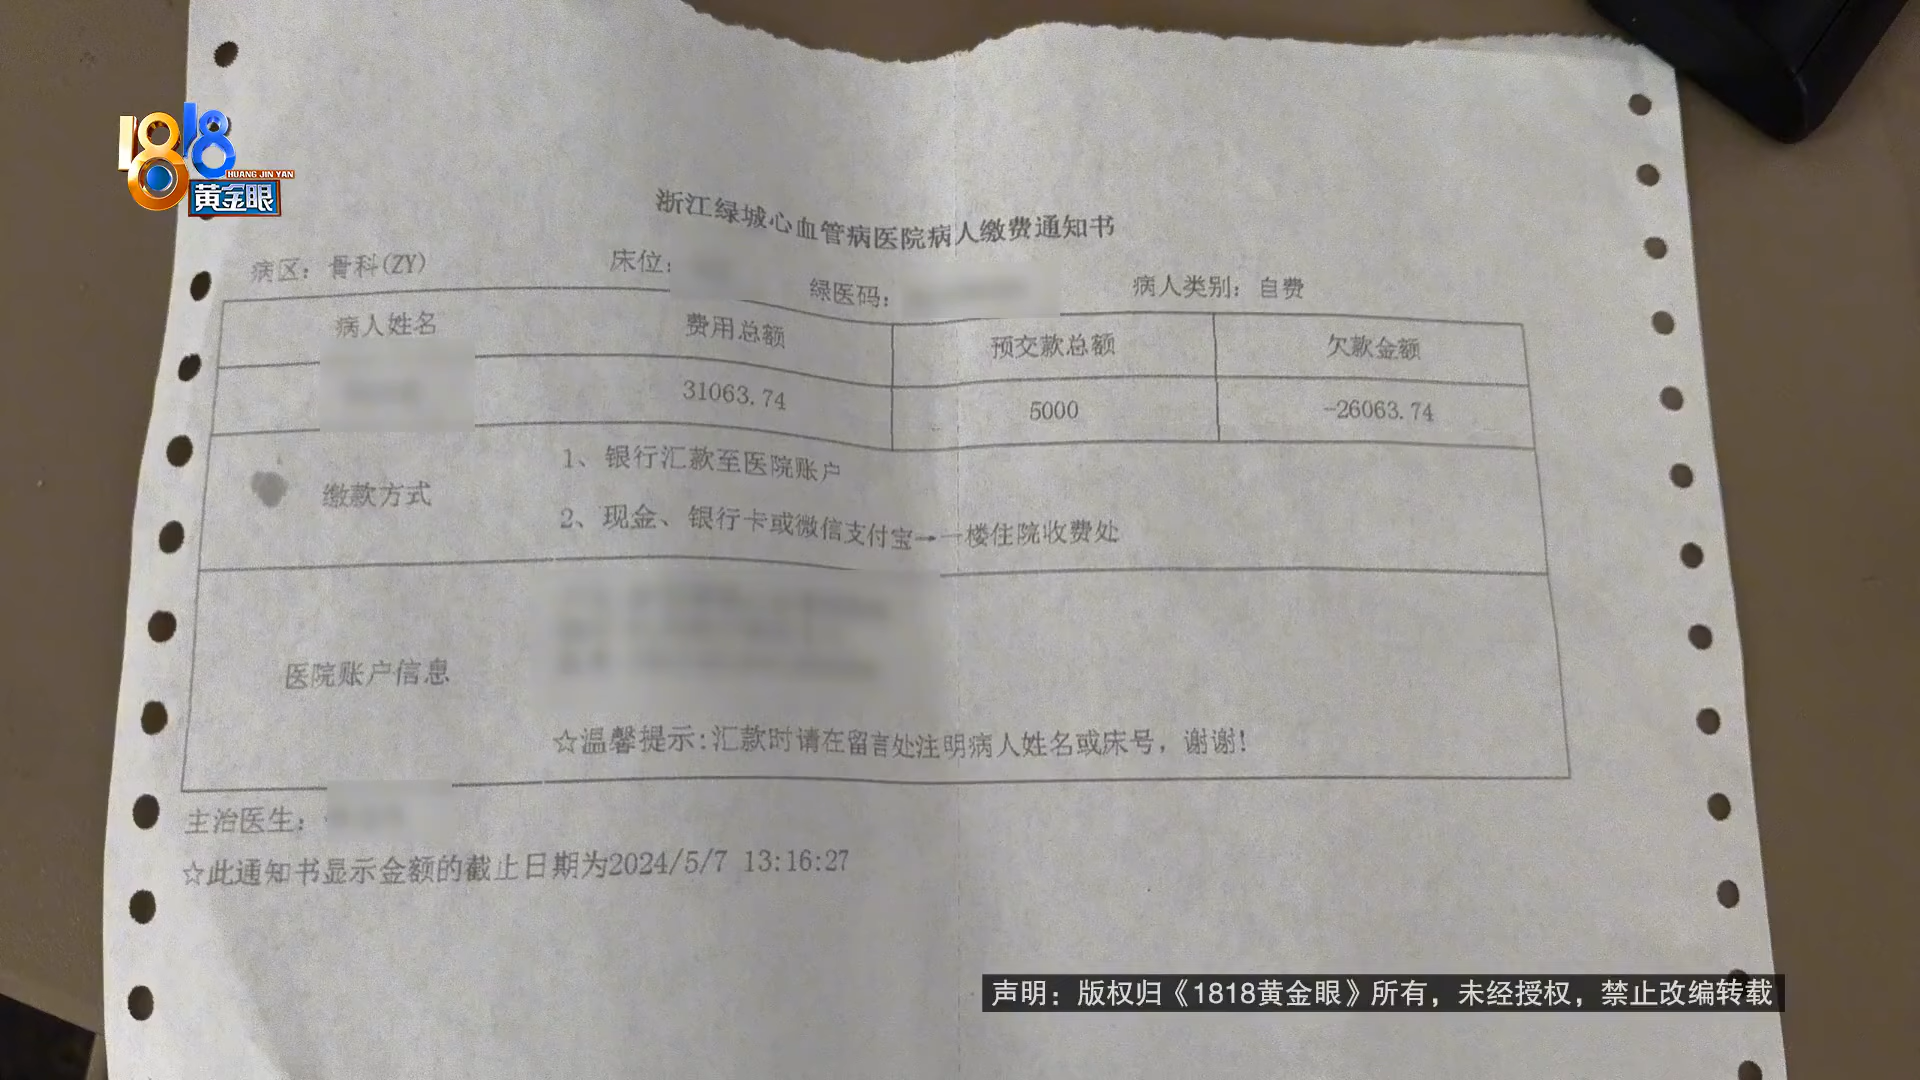 1818
HUANG JIN YAN
黄金眼
浙江绿城心血管病医院病人缴费通知书
病区：骨科(ZY) 床位： 绿医码： 病人类别：自费
病人姓名 费用总额 预交款总额 欠款金额
31063.74 5000 -26063.74
缴款方式
1、银行汇款至医院账户
2、现金、银行卡或微信支付宝→一楼住院收费处
医院账户信息
☆温馨提示:汇款时请在留言处注明病人姓名或床号，谢谢!
主治医生：
☆此通知书显示金额的截止日期为2024/5/7 13:16:27
声明：版权归《1818黄金眼》所有，未经授权，禁止改编转载